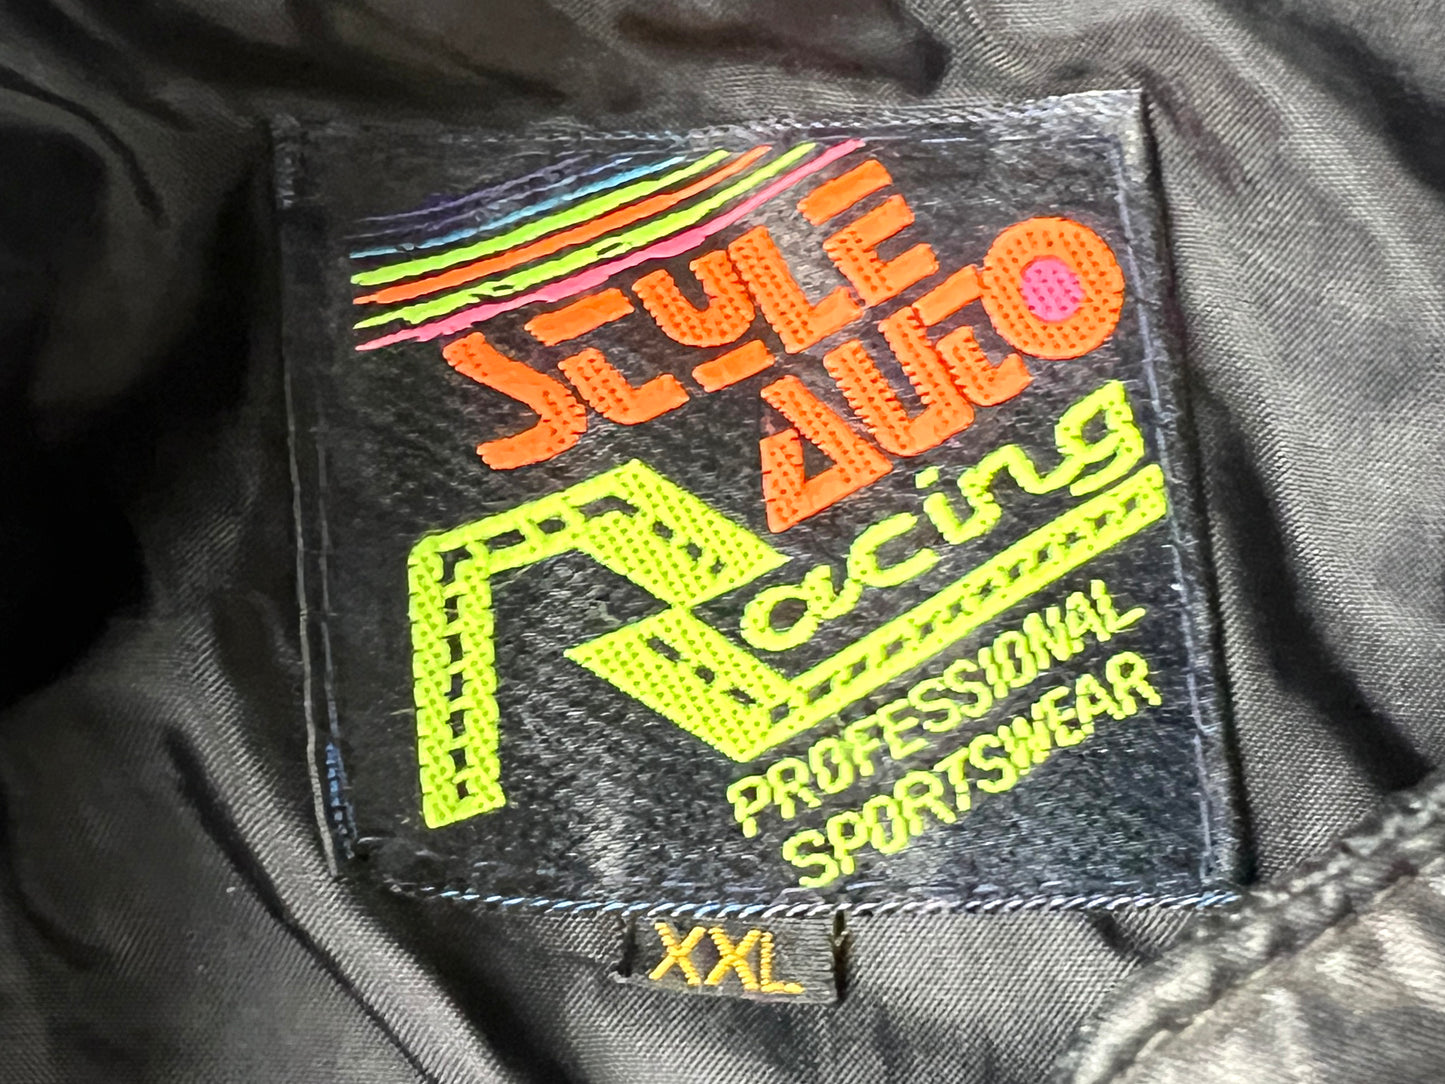 STYLE
AUTO
Racing
PROFESSIONAL
SPORTSWEAR
XXL